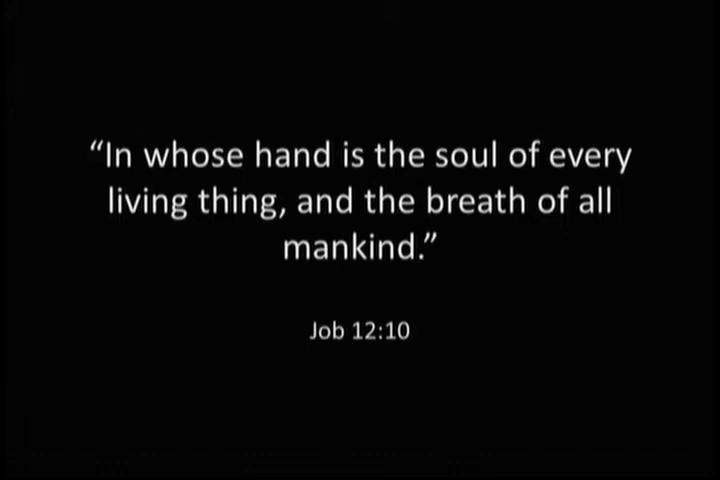 “In whose hand is the soul of every
living thing, and the breath of all
mankind.”
Job 12:10